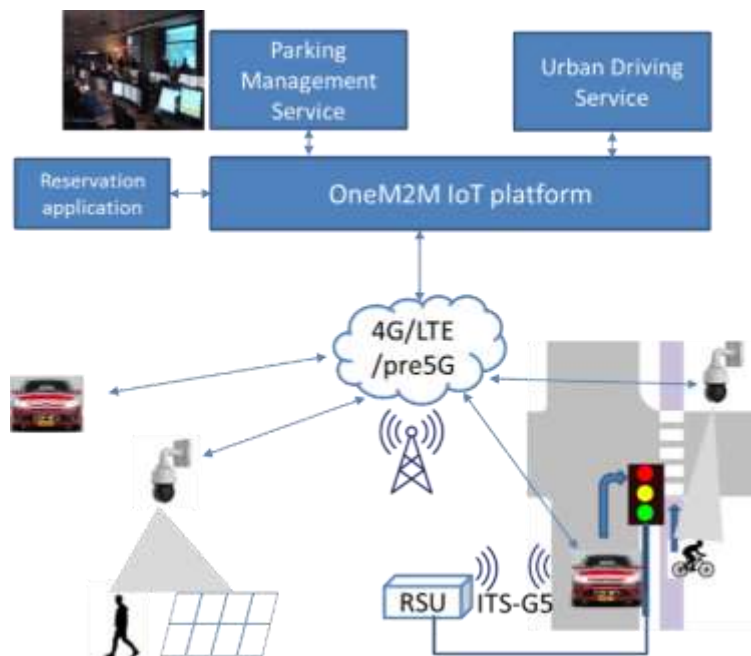 Parking
Management
Service
Urban Driving
Service
Reservation
application
OneM2M IoT platform
4G/LTE
/pre5G
RSU
ITS-G5